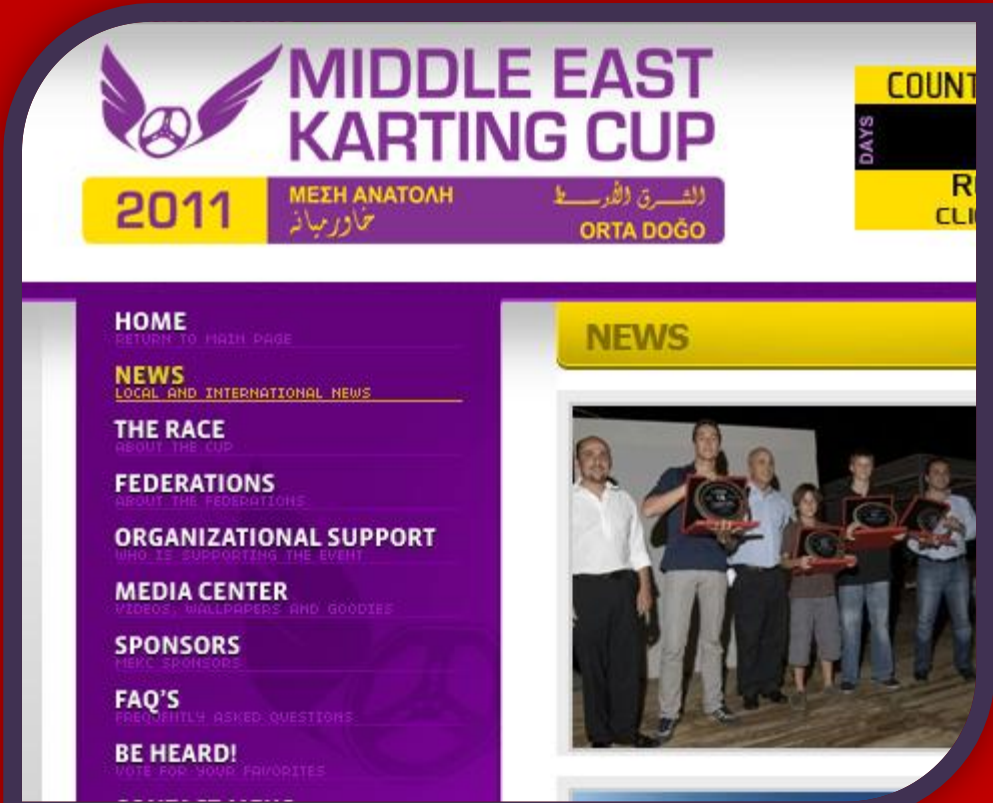 MIDDLE EAST
KARTING CUP
2011
ΜΕΣΗ ΑΝΑΤΟΛΗ
الشرق الأوسط
خاورمیانه
ORTA DOĞO
DAYS
NEWS
HOME
RETURN TO MAIN PAGE
NEWS
LOCAL AND INTERNATIONAL NEWS
THE RACE
ABOUT THE CUP
FEDERATIONS
ABOUT THE FEDERATIONS
ORGANIZATIONAL SUPPORT
WHO IS SUPPORTING THE EVENT
MEDIA CENTER
VIDEOS, WALLPAPERS AND GOODIES
SPONSORS
MEKC SPONSORS
FAQ'S
FREQUENTLY ASKED QUESTIONS
BE HEARD!
VOTE FOR YOUR FAVORITES